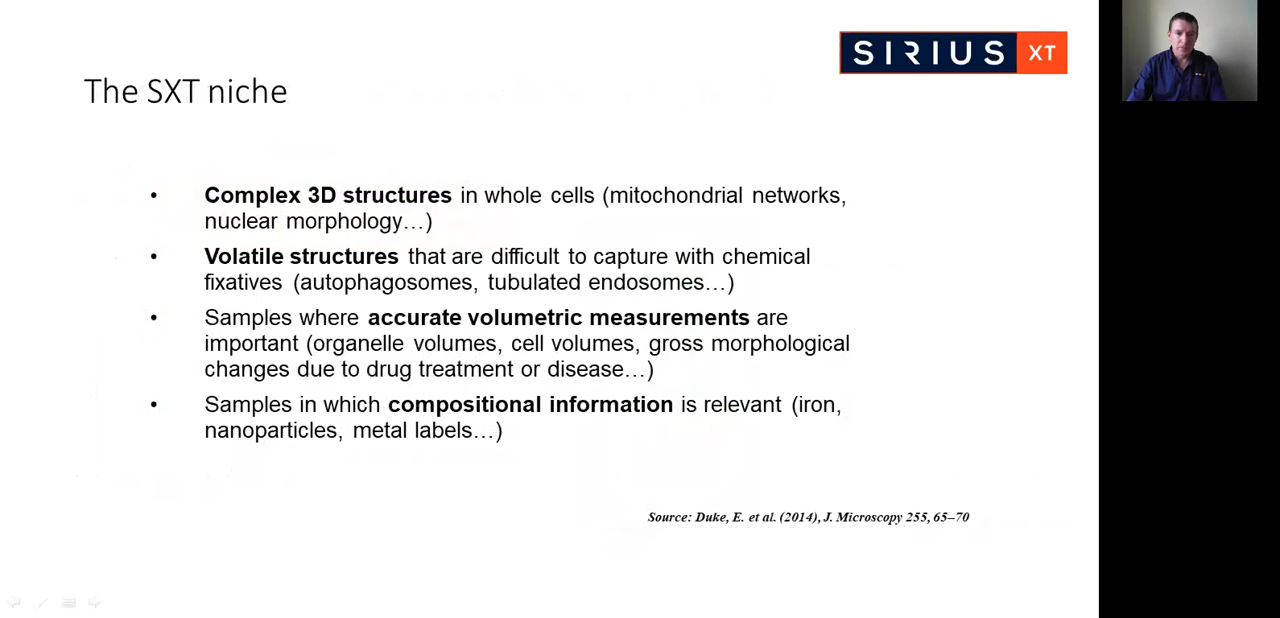 SIRIUS XT
The SXT niche
• Complex 3D structures in whole cells (mitochondrial networks,
nuclear morphology…)
• Volatile structures that are difficult to capture with chemical
fixatives (autophagosomes, tubulated endosomes…)
• Samples where accurate volumetric measurements are
important (organelle volumes, cell volumes, gross morphological
changes due to drug treatment or disease…)
• Samples in which compositional information is relevant (iron,
nanoparticles, metal labels…)
Source: Duke, E. et al. (2014), J. Microscopy 255, 65–70